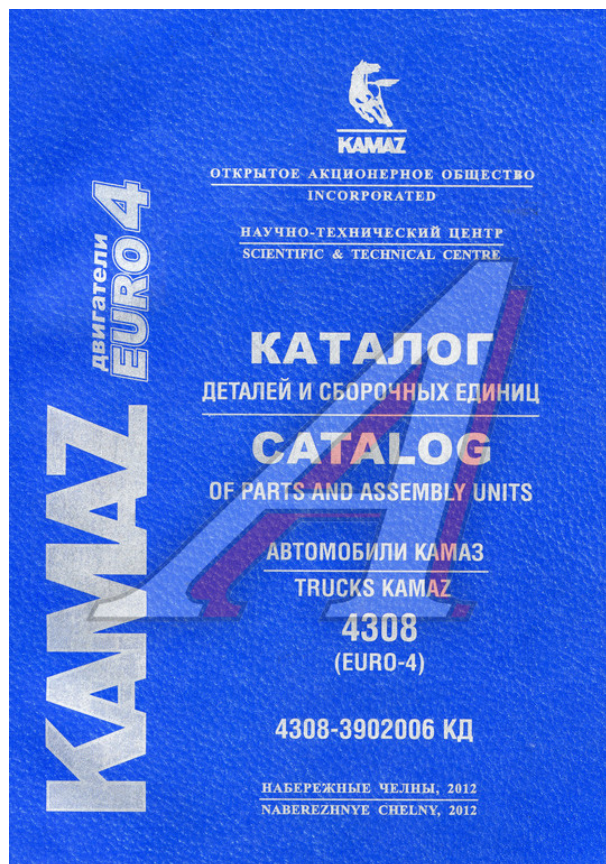 KAMAZ
ОТКРЫТОЕ АКЦИОНЕРНОЕ ОБЩЕСТВО
INCORPORATED
НАУЧНО-ТЕХНИЧЕСКИЙ ЦЕНТР
SCIENTIFIC & TECHNICAL CENTRE
KAMAZ
двигатели
EURO 4
КАТАЛОГ
ДЕТАЛЕЙ И СБОРОЧНЫХ ЕДИНИЦ
CATALOG
OF PARTS AND ASSEMBLY UNITS
АВТОМОБИЛИ КАМАЗ
TRUCKS KAMAZ
4308
(EURO-4)
4308-3902006 КД
НАБЕРЕЖНЫЕ ЧЕЛНЫ, 2012
NABEREZHNYE CHELNY, 2012